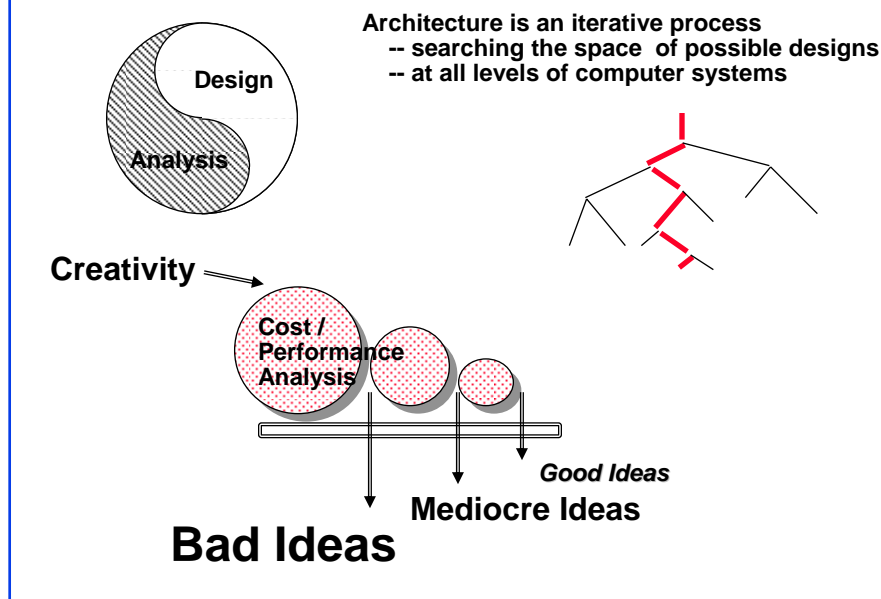 Architecture is an iterative process
-- searching the space of possible designs
-- at all levels of computer systems
Design
Analysis
Creativity
Cost /
Performance
Analysis
Good Ideas
Mediocre Ideas
Bad Ideas